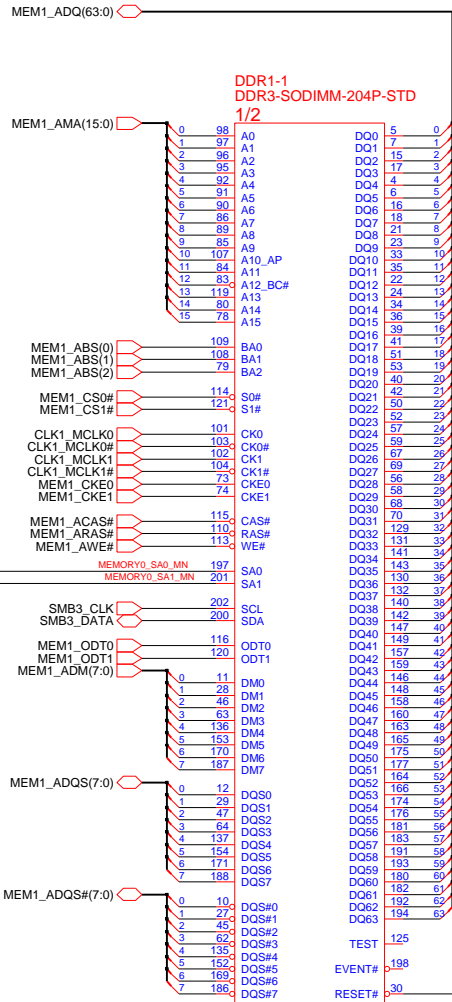 MEM1_ADQ(63:0)
DDR1-1
DDR3-SODIMM-204P-STD
1/2
MEM1_AMA(15:0)
0 98 A0 DQ0 5 0
1 97 A1 DQ1 7 1
2 96 A2 DQ2 15 2
3 95 A3 DQ3 17 3
4 92 A4 DQ4 4 4
5 91 A5 DQ5 6 5
6 90 A6 DQ6 16 6
7 86 A7 DQ7 18 7
8 89 A8 DQ8 21 8
9 85 A9 DQ9 23 9
10 107 A10_AP DQ10 33 10
11 84 A11 DQ11 35 11
12 83 A12_BC# DQ12 22 12
13 119 A13 DQ13 24 13
14 80 A14 DQ14 34 14
15 78 A15 DQ15 36 15
DQ16 39 16
MEM1_ABS(0) 109 BA0 DQ17 41 17
MEM1_ABS(1) 108 BA1 DQ18 51 18
MEM1_ABS(2) 79 BA2 DQ19 53 19
DQ20 40 20
MEM1_CS0# 114 S0# DQ21 42 21
MEM1_CS1# 121 S1# DQ22 50 22
DQ23 52 23
CLK1_MCLK0 101 CK0 DQ24 57 24
CLK1_MCLK0# 103 CK0# DQ25 59 25
CLK1_MCLK1 102 CK1 DQ26 67 26
CLK1_MCLK1# 104 CK1# DQ27 69 27
MEM1_CKE0 73 CKE0 DQ28 56 28
MEM1_CKE1 74 CKE1 DQ29 58 29
DQ30 68 30
MEM1_ACAS# 115 CAS# DQ31 70 31
MEM1_ARAS# 110 RAS# DQ32 129 32
MEM1_AWE# 113 WE# DQ33 131 33
DQ34 141 34
MEMORY0_SA0_MN 197 SA0 DQ35 143 35
MEMORY0_SA1_MN 201 SA1 DQ36 130 36
DQ37 132 37
SMB3_CLK 202 SCL DQ38 140 38
SMB3_DATA 200 SDA DQ39 142 39
DQ40 147 40
MEM1_ODT0 116 ODT0 DQ41 149 41
MEM1_ODT1 120 ODT1 DQ42 157 42
MEM1_ADM(7:0) DQ43 159 43
0 11 DM0 DQ44 146 44
1 28 DM1 DQ45 148 45
2 46 DM2 DQ46 158 46
3 63 DM3 DQ47 160 47
4 136 DM4 DQ48 163 48
5 153 DM5 DQ49 165 49
6 170 DM6 DQ50 175 50
7 187 DM7 DQ51 177 51
MEM1_ADQS(7:0) DQ52 164 52
0 12 DQS0 DQ53 166 53
1 29 DQS1 DQ54 174 54
2 47 DQS2 DQ55 176 55
3 64 DQS3 DQ56 181 56
4 137 DQS4 DQ57 183 57
5 154 DQS5 DQ58 191 58
6 171 DQS6 DQ59 193 59
7 188 DQS7 DQ60 180 60
MEM1_ADQS#(7:0) DQ61 182 61
0 10 DQS#0 DQ62 192 62
1 27 DQS#1 DQ63 194 63
2 45 DQS#2
3 62 DQS#3 TEST 125
4 135 DQS#4
5 152 DQS#5 EVENT# 198
6 169 DQS#6
7 186 DQS#7 RESET# 30